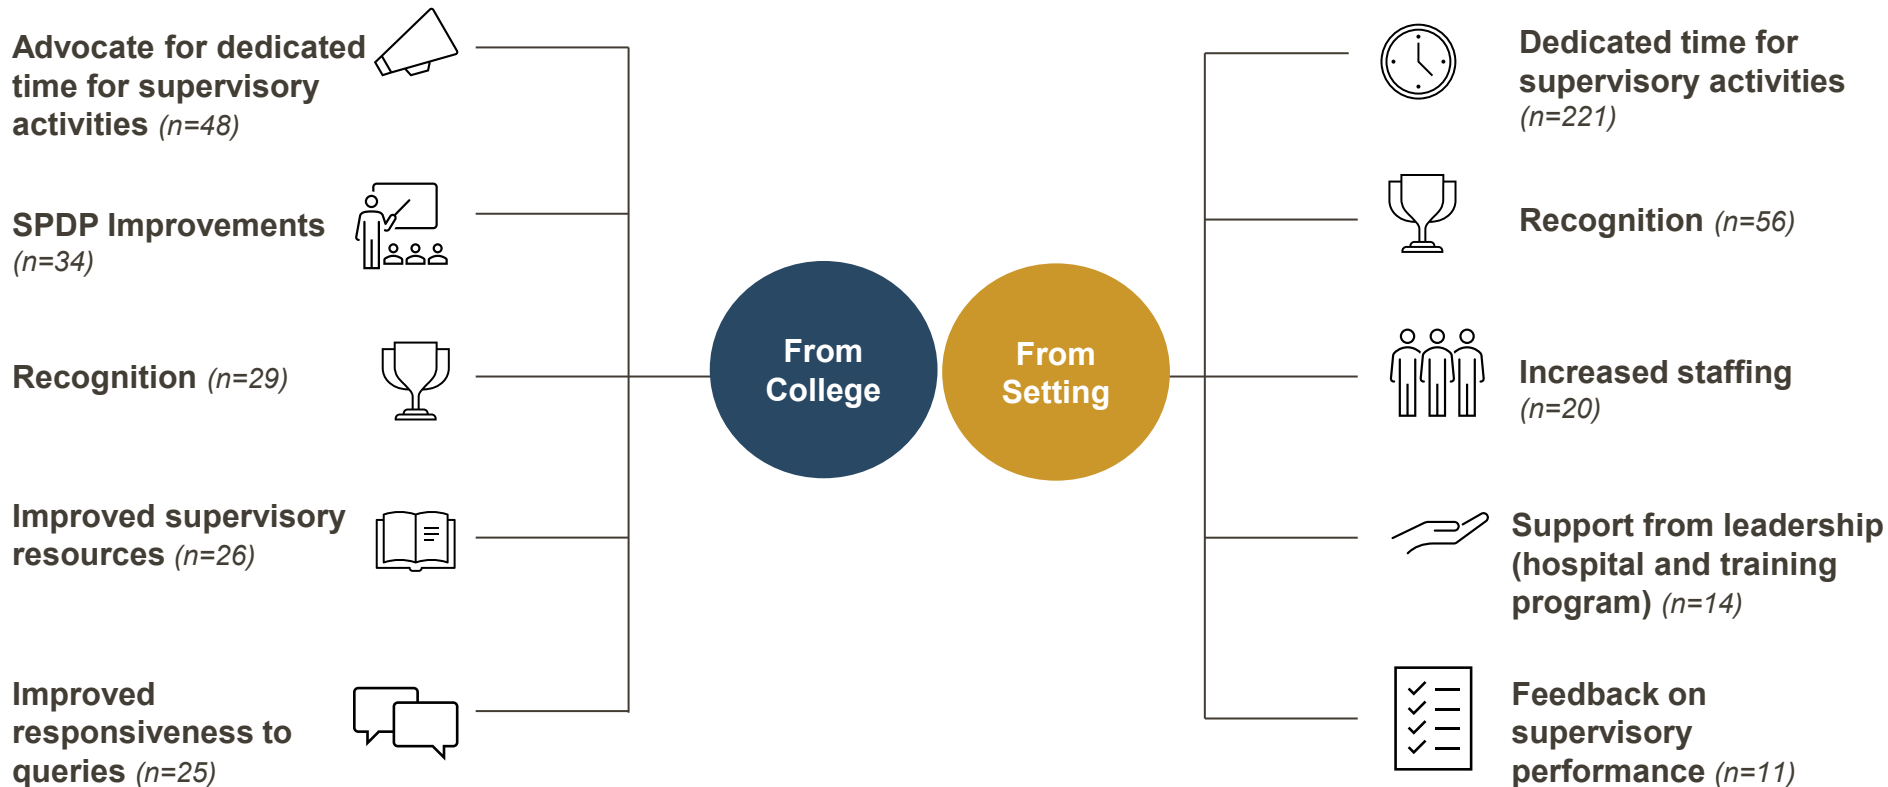 Advocate for dedicated
time for supervisory
activities (n=48)
SPDP Improvements
(n=34)
Recognition (n=29)
Improved supervisory
resources (n=26)
Improved
responsiveness to
queries (n=25)
From
College
From
Setting
Dedicated time for
supervisory activities
(n=221)
Recognition (n=56)
Increased staffing
(n=20)
Support from leadership
(hospital and training
program) (n=14)
Feedback on
supervisory
performance (n=11)